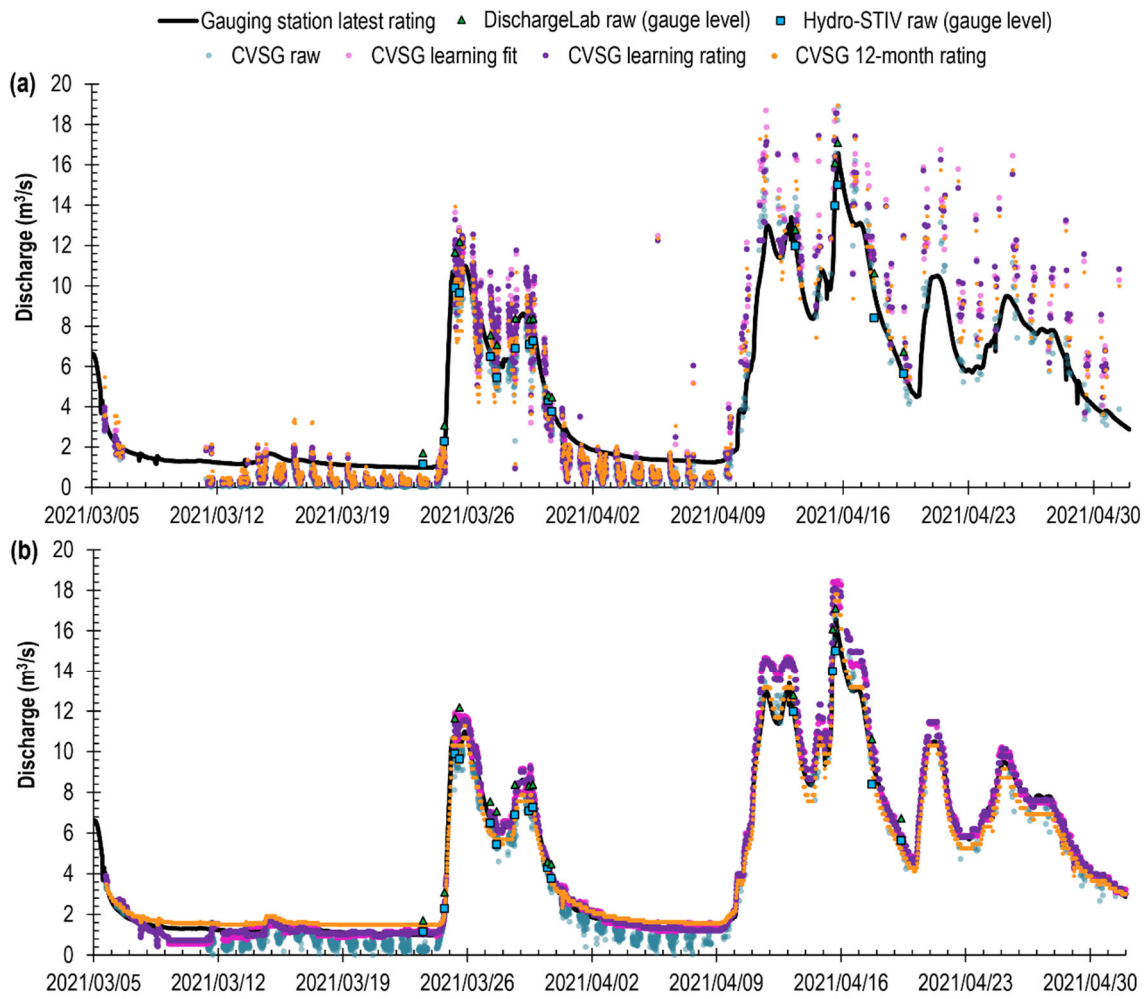 Gauging station latest rating DischargeLab raw (gauge level) Hydro-STIV raw (gauge level)
CVSG raw CVSG learning fit CVSG learning rating CVSG 12-month rating
(a)
20
18
16
14
12
10
8
6
4
2
0
Discharge (m³/s)
2021/03/05 2021/03/12 2021/03/19 2021/03/26 2021/04/02 2021/04/09 2021/04/16 2021/04/23 2021/04/30
(b)
20
18
16
14
12
10
8
6
4
2
0
Discharge (m³/s)
2021/03/05 2021/03/12 2021/03/19 2021/03/26 2021/04/02 2021/04/09 2021/04/16 2021/04/23 2021/04/30